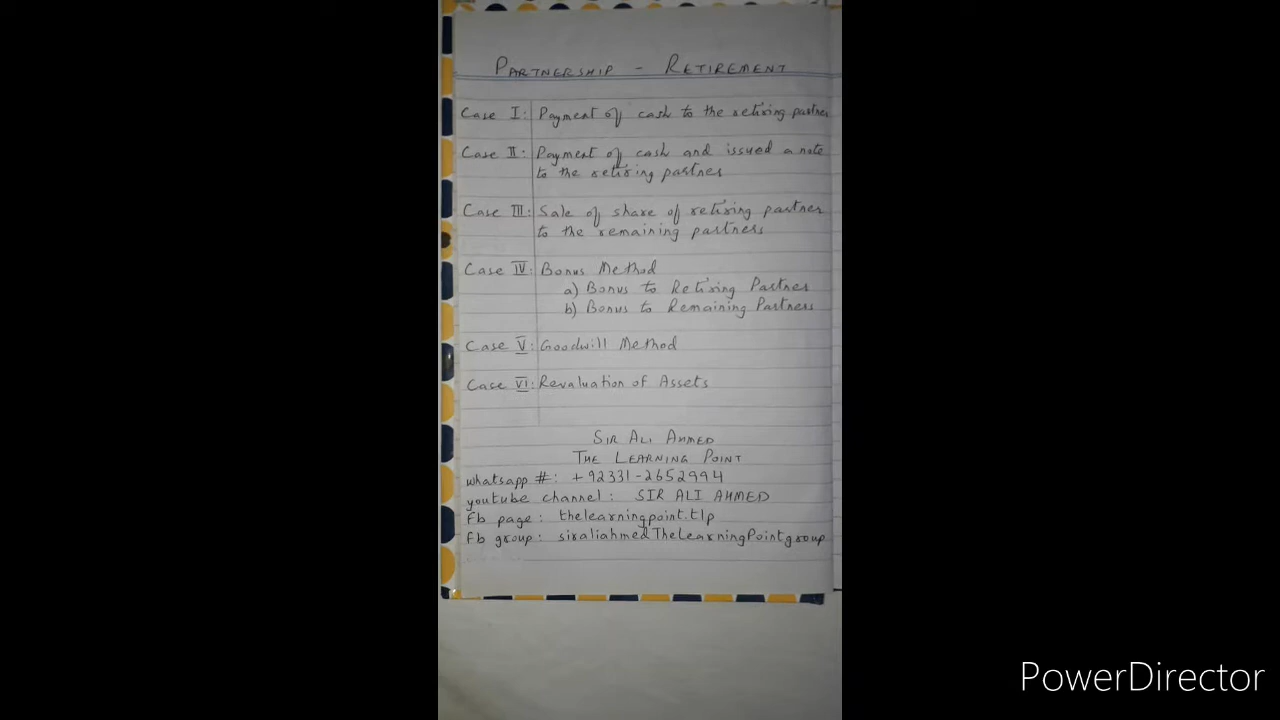 PARTNERSHIP - RETIREMENT
Case I: Payment of cash to the retiring partner
Case II: Payment of cash and issued a note
to the retiring partner
Case III: Sale of share of retiring partner
to the remaining partners
Case IV: Bonus Method
a) Bonus to Retiring Partner
b) Bonus to Remaining Partners
Case V: Goodwill Method
Case VI: Revaluation of Assets
SIR ALI AHMED
THE LEARNING POINT
whatsapp #: +92331-2652994
youtube channel: SIR ALI AHMED
Fb page: thelearningpoint.tlp
Fb group: siraliahmedTheLearningPointgroup
PowerDirector